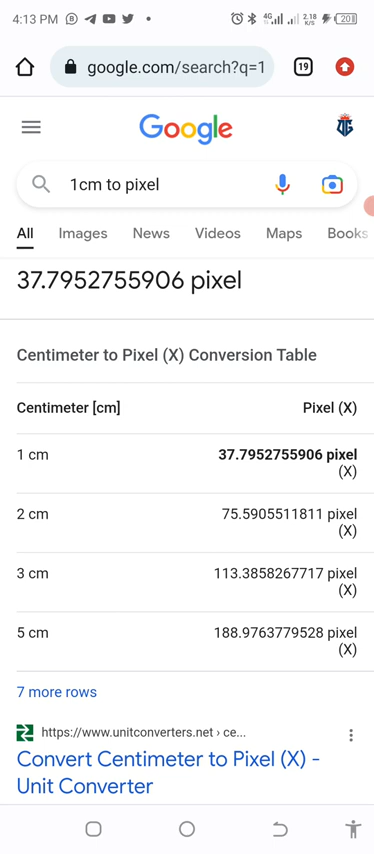 4:13 PM 4G 2.18 K/S 20
google.com/search?q=1 19
Google
1cm to pixel
All Images News Videos Maps Books
37.7952755906 pixel
Centimeter to Pixel (X) Conversion Table
Centimeter [cm] Pixel (X)
1 cm 37.7952755906 pixel
(X)
2 cm 75.5905511811 pixel
(X)
3 cm 113.3858267717 pixel
(X)
5 cm 188.9763779528 pixel
(X)
7 more rows
https://www.unitconverters.net › ce...
Convert Centimeter to Pixel (X) -
Unit Converter